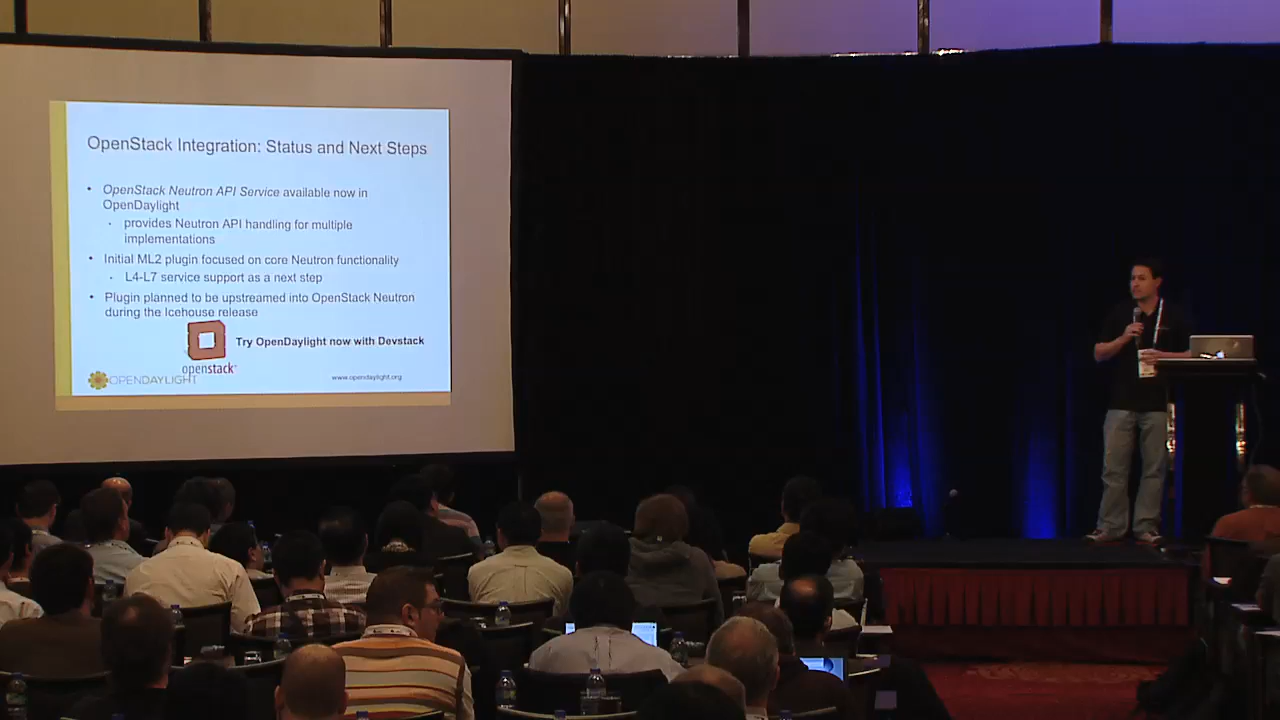 OpenStack Integration: Status and Next Steps
• OpenStack Neutron API Service available now in
OpenDaylight
• provides Neutron API handling for multiple
implementations
• Initial ML2 plugin focused on core Neutron functionality
• L4-L7 service support as a next step
• Plugin planned to be upstreamed into OpenStack Neutron
during the Icehouse release
Try OpenDaylight now with Devstack
openstack
OPENDAYLIGHT
www.opendaylight.org